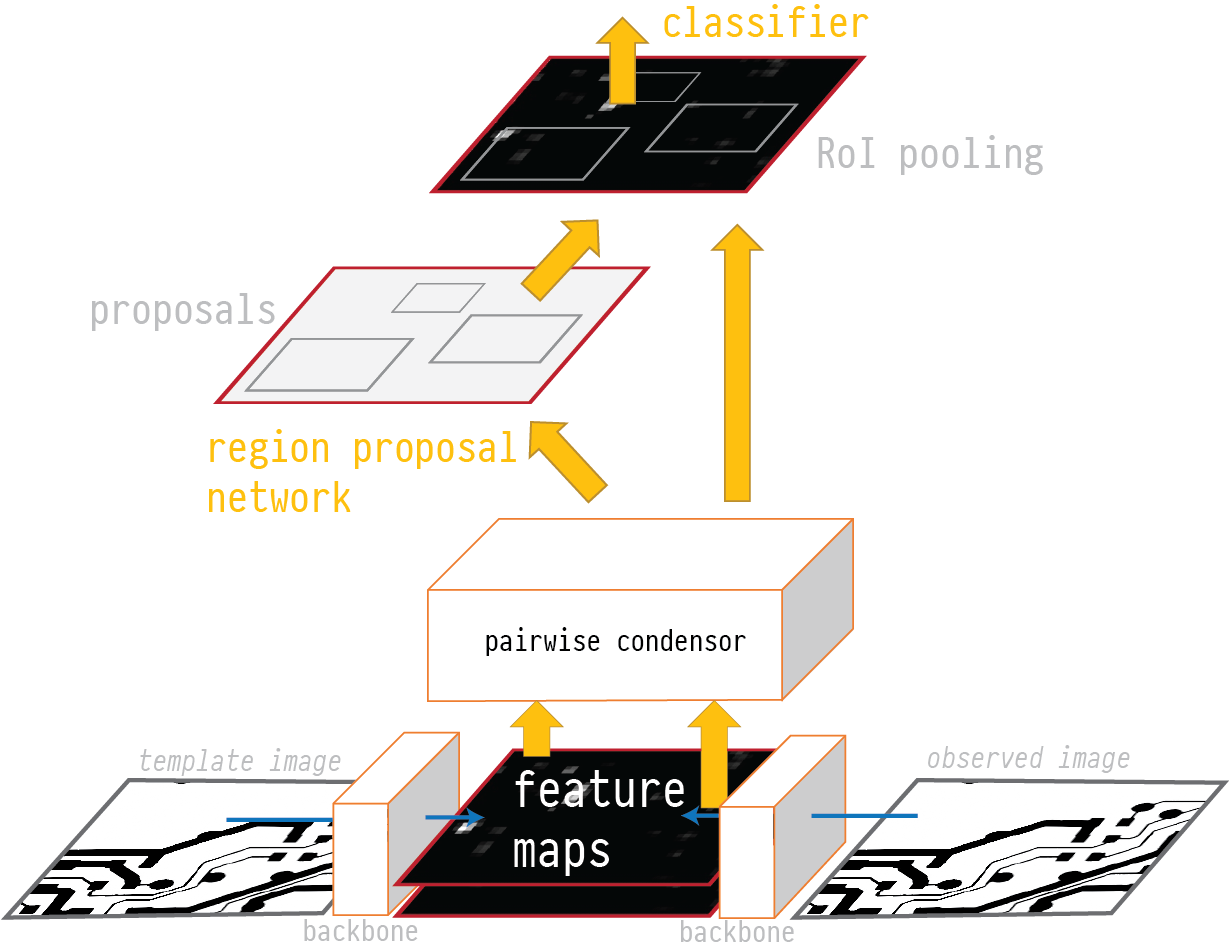 classifier
RoI pooling
proposals
region proposal
network
pairwise condensor
template image
observed image
feature
maps
backbone
backbone